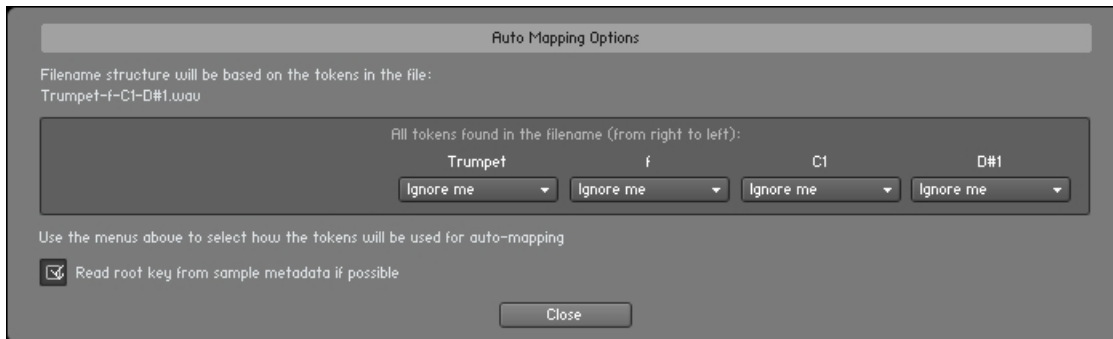 Auto Mapping Options
Filename structure will be based on the tokens in the file:
Trumpet-f-C1-D#1.wav
All tokens found in the filename (from right to left):
Trumpet f C1 D#1
Ignore me Ignore me Ignore me Ignore me
Use the menus above to select how the tokens will be used for auto-mapping
Read root key from sample metadata if possible
Close